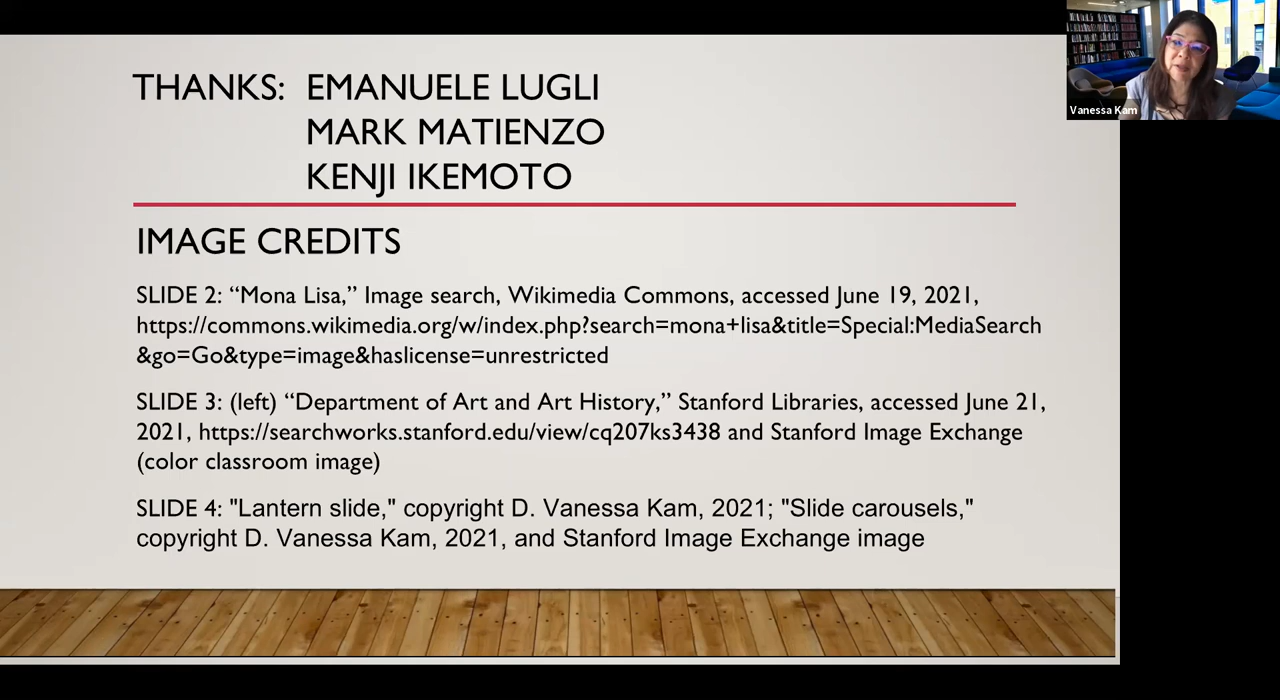 THANKS: EMANUELE LUGLI
MARK MATIENZO
KENJI IKEMOTO
IMAGE CREDITS
SLIDE 2: “Mona Lisa,” Image search, Wikimedia Commons, accessed June 19, 2021,
https://commons.wikimedia.org/w/index.php?search=mona+lisa&title=Special:MediaSearch
&go=Go&type=image&haslicense=unrestricted
SLIDE 3: (left) “Department of Art and Art History,” Stanford Libraries, accessed June 21,
2021, https://searchworks.stanford.edu/view/cq207ks3438 and Stanford Image Exchange
(color classroom image)
SLIDE 4: "Lantern slide," copyright D. Vanessa Kam, 2021; "Slide carousels,"
copyright D. Vanessa Kam, 2021, and Stanford Image Exchange image
Vanessa Kam